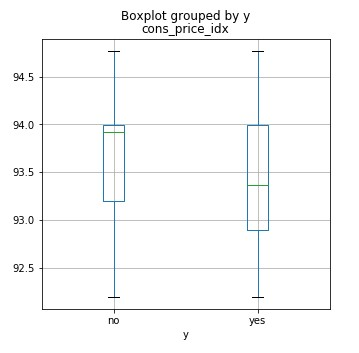 Boxplot grouped by y
cons_price_idx
94.5
94.0
93.5
93.0
92.5
no yes
y